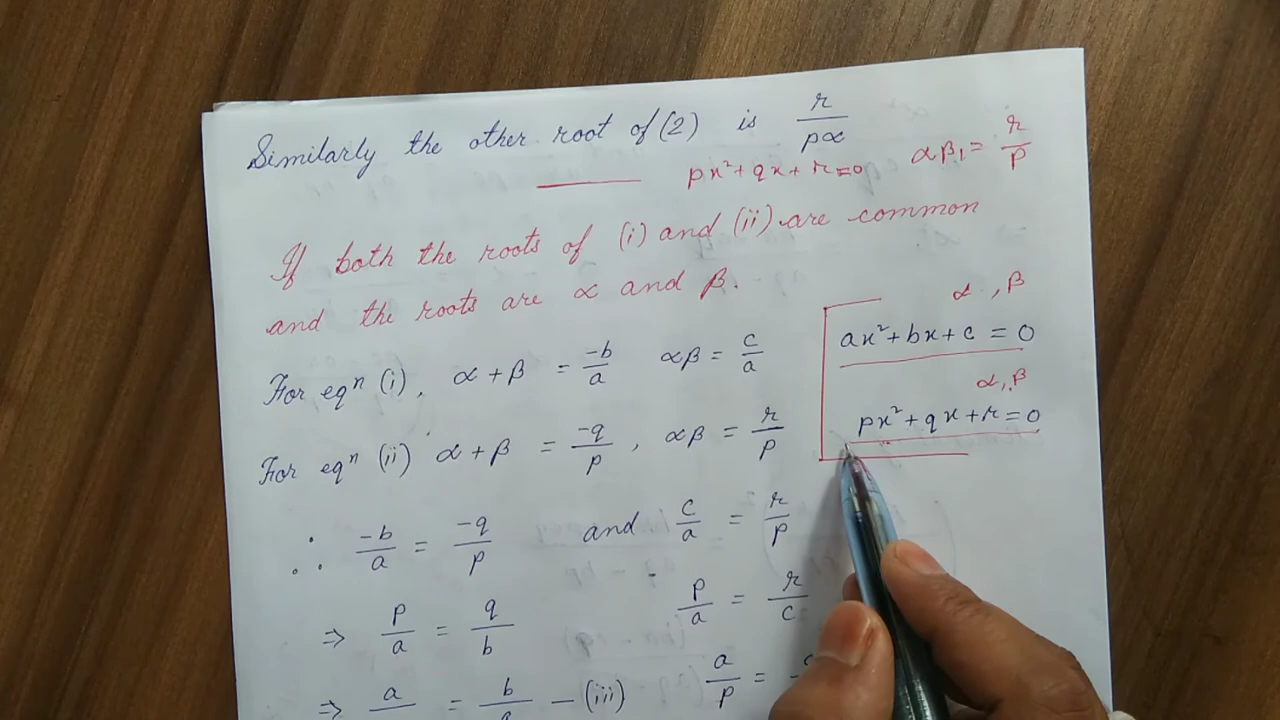 Similarly the other root of (2) is r/pα
px²+qx+r=0 αβ₁ = r/p
If both the roots of (i) and (ii) are common
and the roots are α and β.
α, β
For eqⁿ (i), α+β = -b/a αβ = c/a
ax²+bx+c=0
α, β
px²+qx+r=0
For eqⁿ (ii) α+β = -q/p, αβ = r/p
∴ -b/a = -q/p and c/a = r/p
⇒ p/a = q/b p/a = r/c
⇒ a = b — (iii) a/p =